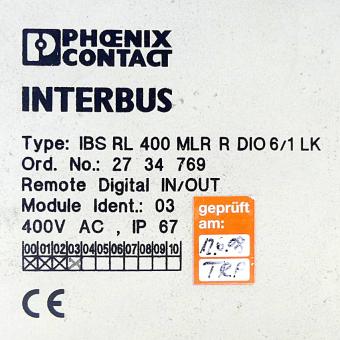 PHŒNIX
CONTACT
INTERBUS
Type: IBS RL 400 MLR R DIO 6/1 LK
Ord. No.: 27 34 769
Remote Digital IN/OUT
Module Ident.: 03
400V AC , IP 67
00 01 02 03 04 05 06 07 08 09 10
geprüft
am:
CE